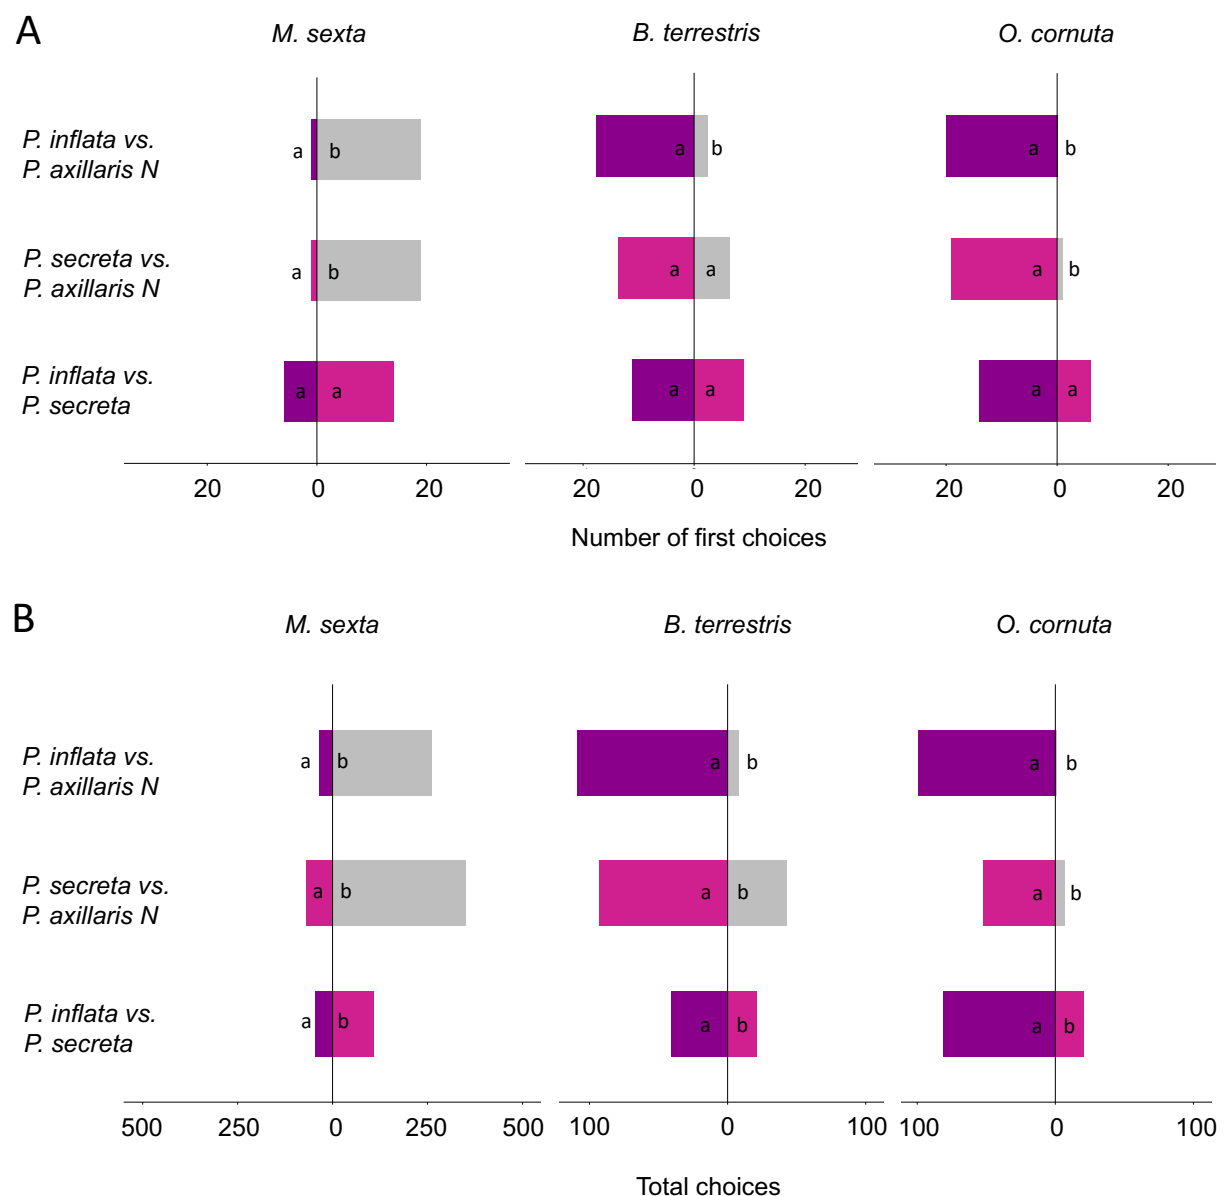 A
M. sexta B. terrestris O. cornuta
P. inflata vs.
P. axillaris N
a b a b a b
P. secreta vs.
P. axillaris N
a b a a a b
P. inflata vs.
P. secreta
a a a a a a
20 0 20 20 0 20 20 0 20
Number of first choices
B
M. sexta B. terrestris O. cornuta
P. inflata vs.
P. axillaris N
a b a b a b
P. secreta vs.
P. axillaris N
a b a b a b
P. inflata vs.
P. secreta
a b a b a b
500 250 0 250 500 100 0 100 100 0 100
Total choices